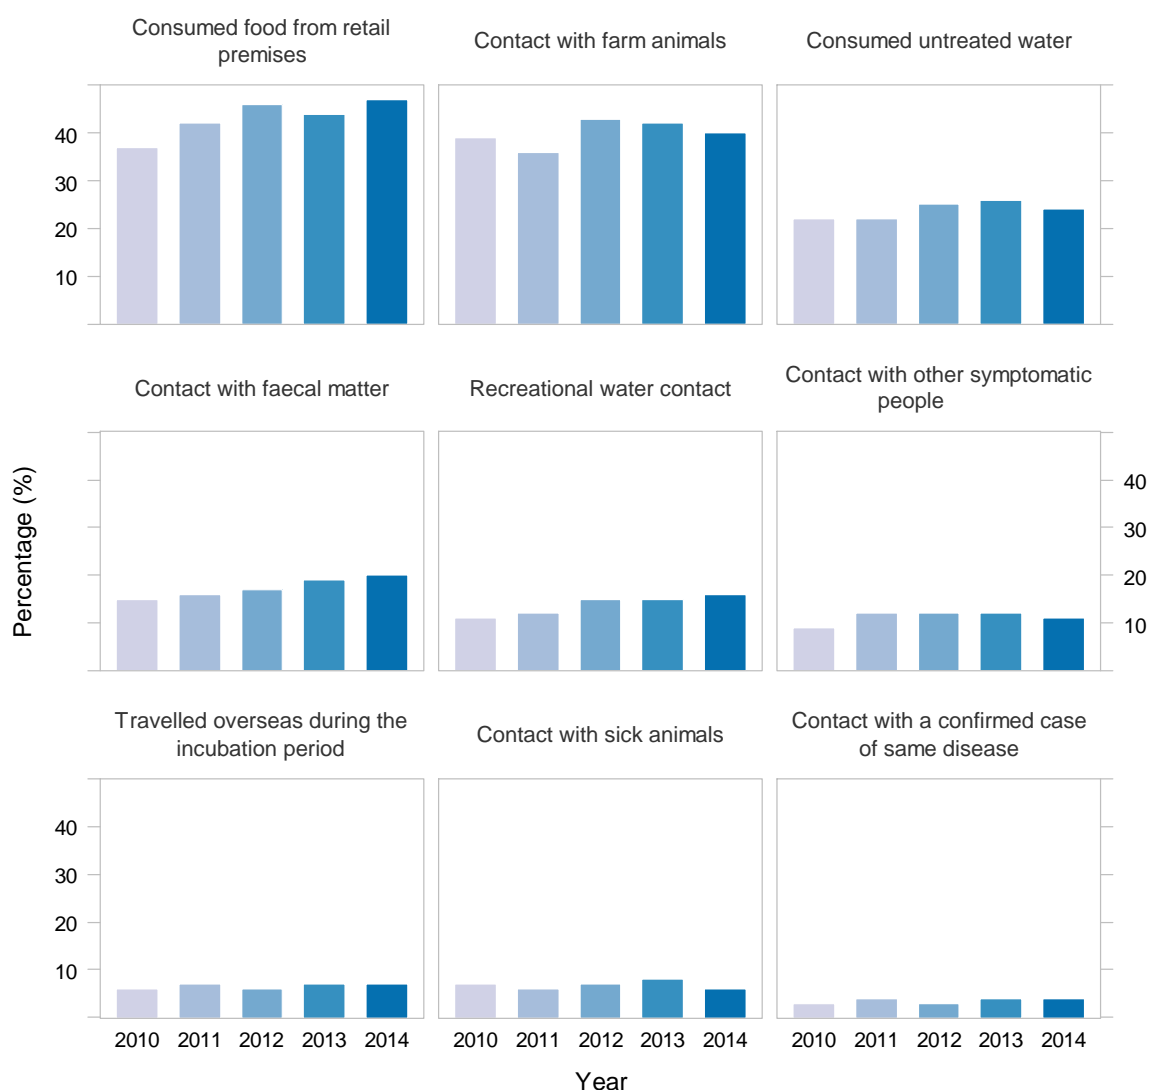 Consumed food from retail
premises
Contact with farm animals
Consumed untreated water
40
30
20
10
Contact with faecal matter
Recreational water contact
Contact with other symptomatic
people
Percentage (%)
40
30
20
10
Travelled overseas during the
incubation period
Contact with sick animals
Contact with a confirmed case
of same disease
40
30
20
10
2010 2011 2012 2013 2014
2010 2011 2012 2013 2014
2010 2011 2012 2013 2014
Year